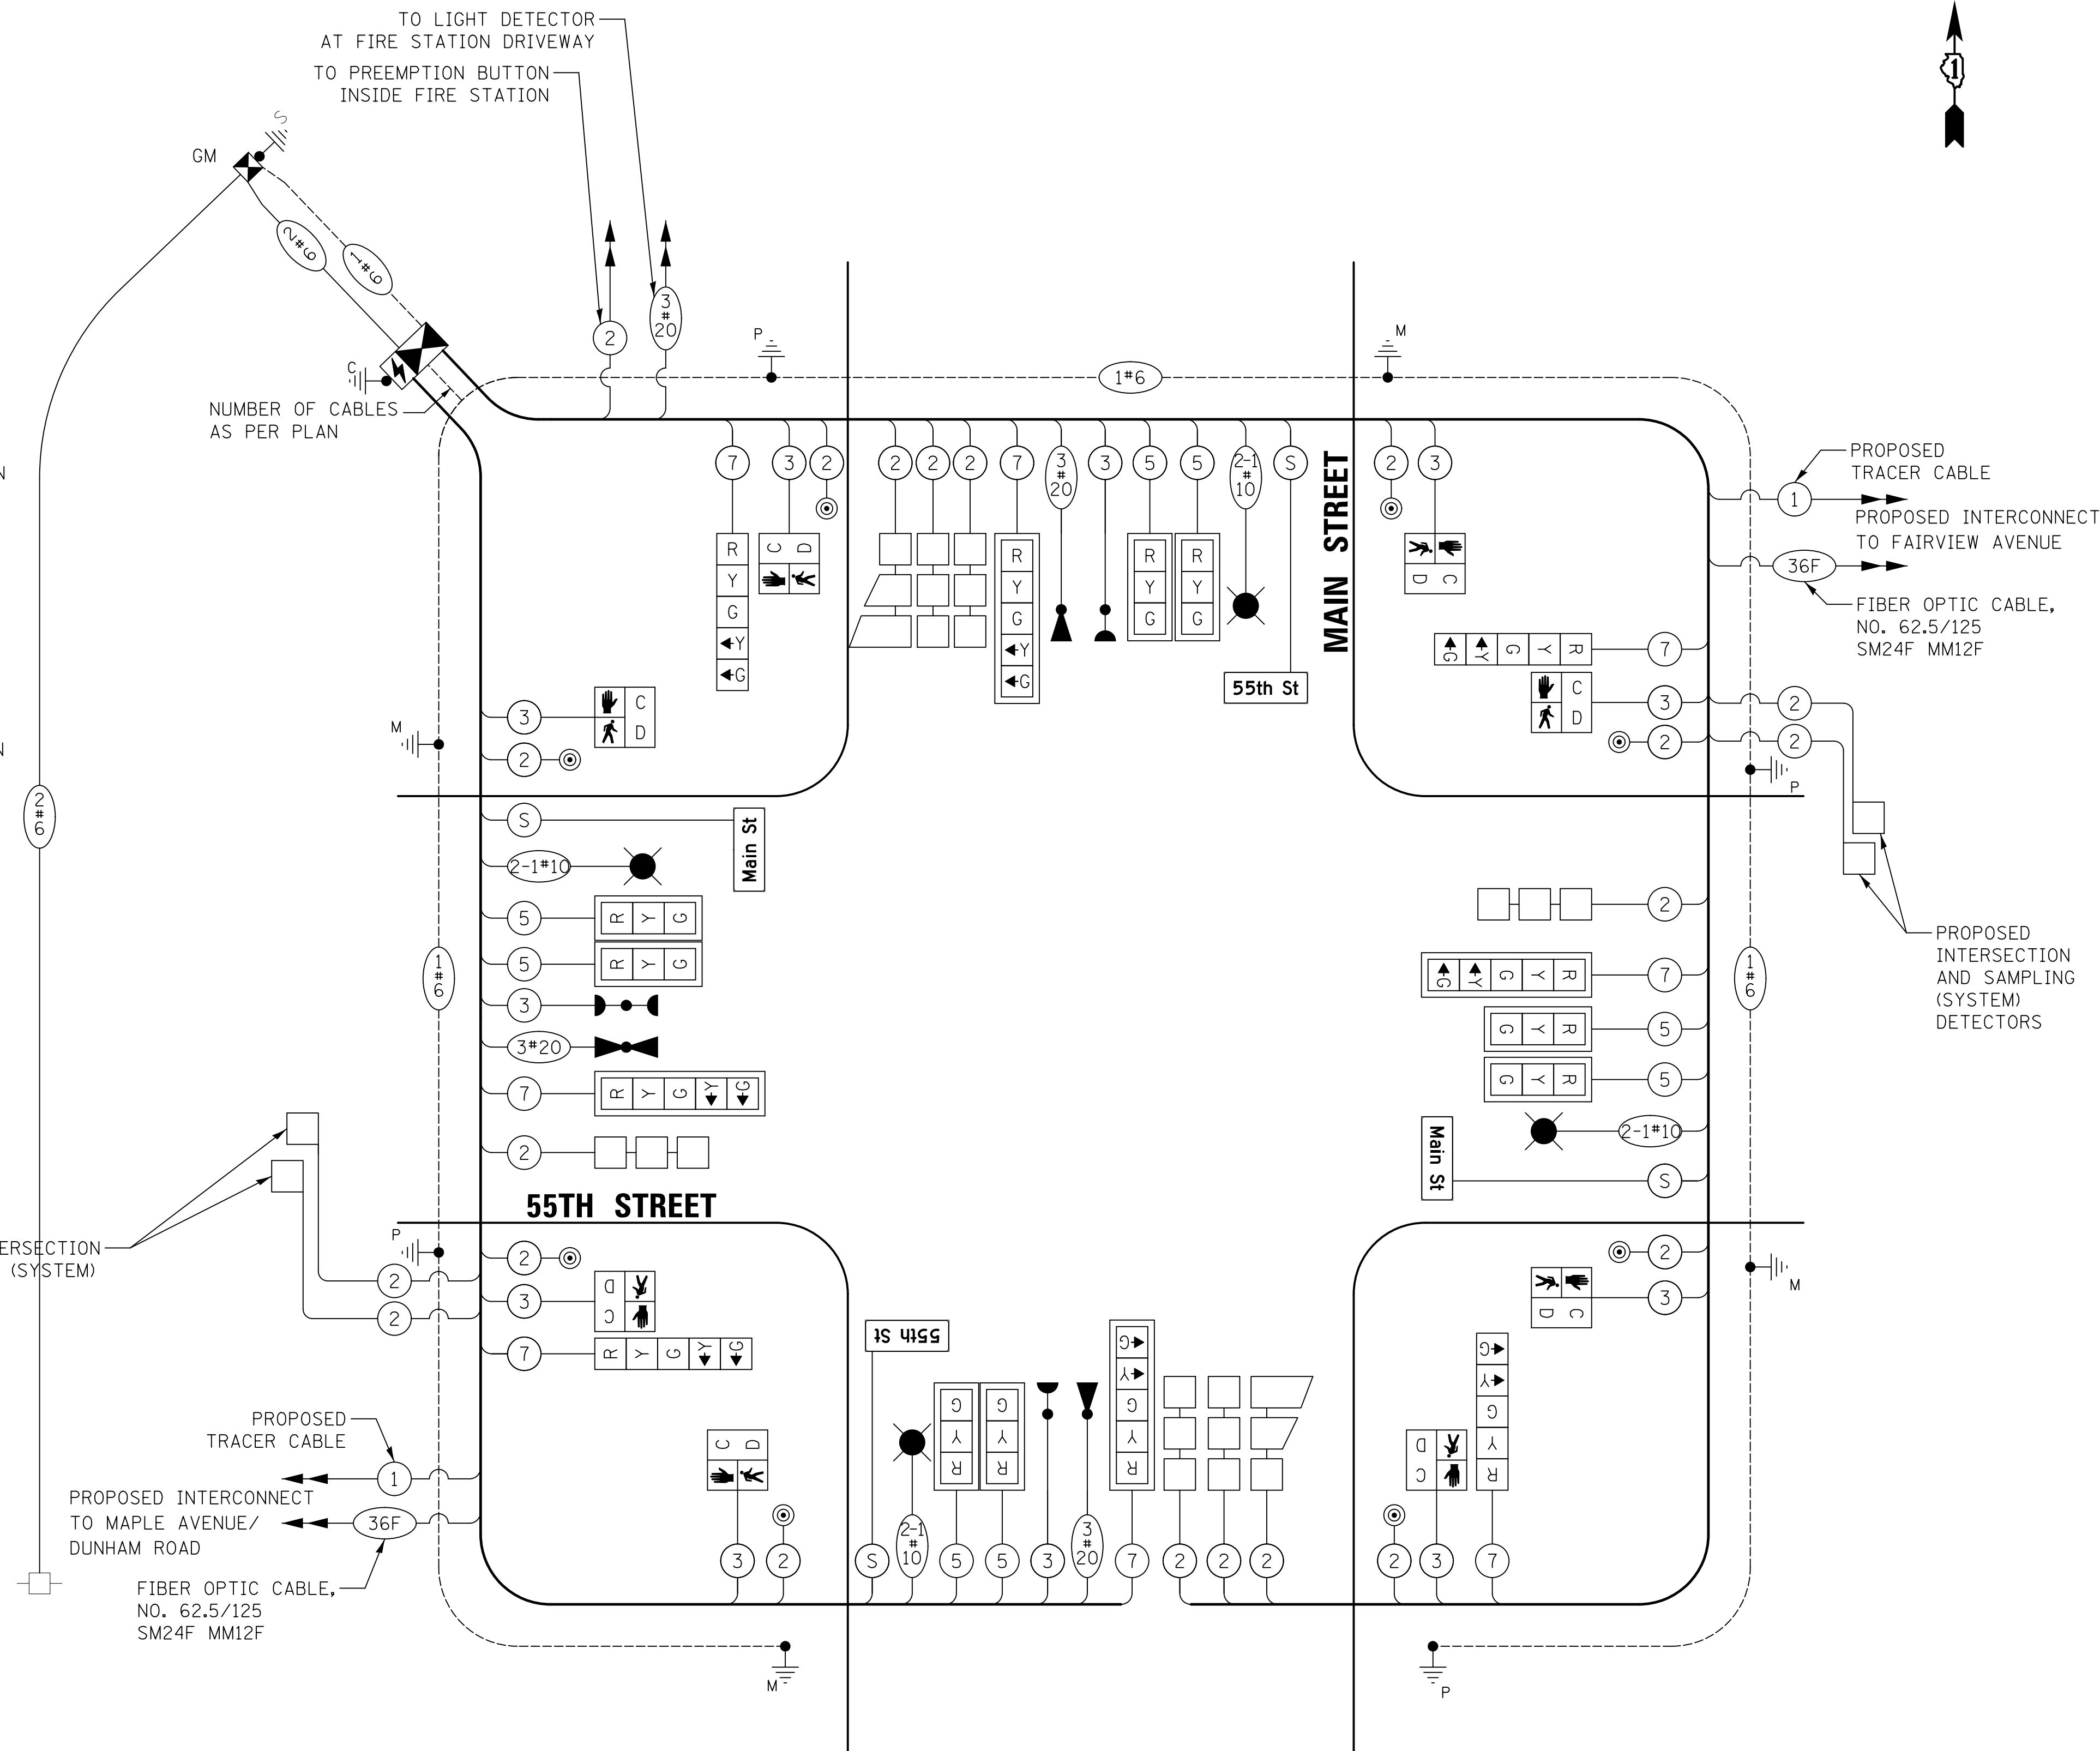 TO LIGHT DETECTOR
AT FIRE STATION DRIVEWAY
TO PREEMPTION BUTTON
INSIDE FIRE STATION
1
S
GM
2#6
1#6
3
#
20
2
P
M
1#6
C
NUMBER OF CABLES
AS PER PLAN
7
3
2
2
2
2
7
3
#
20
3
5
5
2-1
#
10
S
2
3
MAIN STREET
PROPOSED
TRACER CABLE
1
PROPOSED INTERCONNECT
TO FAIRVIEW AVENUE
36F
FIBER OPTIC CABLE,
NO. 62.5/125
SM24F MM12F
N
R
Y
G
Y
G
C D
R
Y
G
Y
G
R
Y
G
R
Y
G
C D
55th St
G Y G Y R
7
3
C
D
C
D
3
2
2
2
2
M
2
P
N
2
#
6
S
Main St
2-1#10
5
R Y G
5
R Y G
3
3#20
7
R Y G Y G
2
1
#
6
2
G Y G Y R
7
G Y R
5
G Y R
5
2-1#10
Main St
S
1
#
6
PROPOSED
INTERSECTION
AND SAMPLING
(SYSTEM)
DETECTORS
55TH STREET
P
ERSECTION
(SYSTEM)
2
2
2
3
D
C
7
R Y G Y G
2
3
D C
M
PROPOSED
TRACER CABLE
1
PROPOSED INTERCONNECT
TO MAPLE AVENUE/
DUNHAM ROAD
36F
FIBER OPTIC CABLE,
NO. 62.5/125
SM24F MM12F
C D
55th St
G
Y
R
G
Y
R
G
Y
G
Y
R
D
C
G
Y
G
Y
R
3
2
S
2-1
#
10
5
5
3
3
#
20
7
2
2
2
2
3
7
M
P